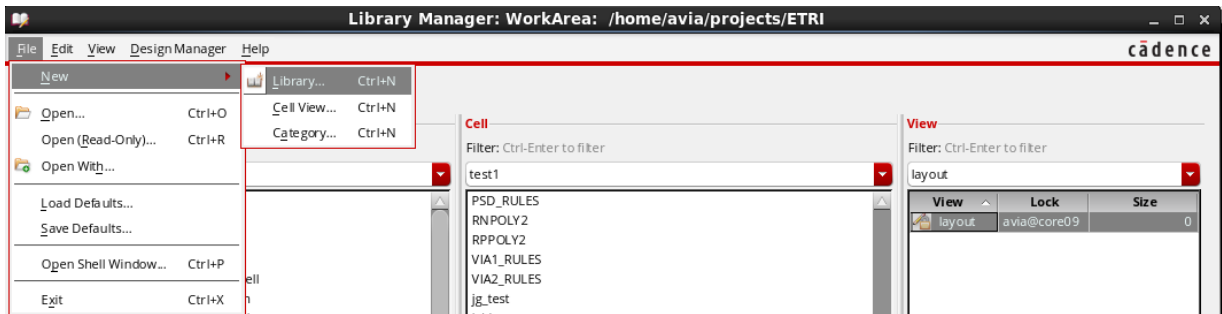 Library Manager: WorkArea: /home/avia/projects/ETRI
File Edit View Design Manager Help
cādence
New
Library... Ctrl+N
Cell View... Ctrl+N
Category... Ctrl+N
Open... Ctrl+O
Open (Read-Only)... Ctrl+R
Open With...
Load Defaults...
Save Defaults...
Open Shell Window... Ctrl+P
Exit Ctrl+X
ell
Cell
Filter: Ctrl-Enter to filter
test1
PSD_RULES
RNPOLY2
RPPOLY2
VIA1_RULES
VIA2_RULES
jg_test
View
Filter: Ctrl-Enter to filter
layout
View Lock Size
layout avia@core09 0